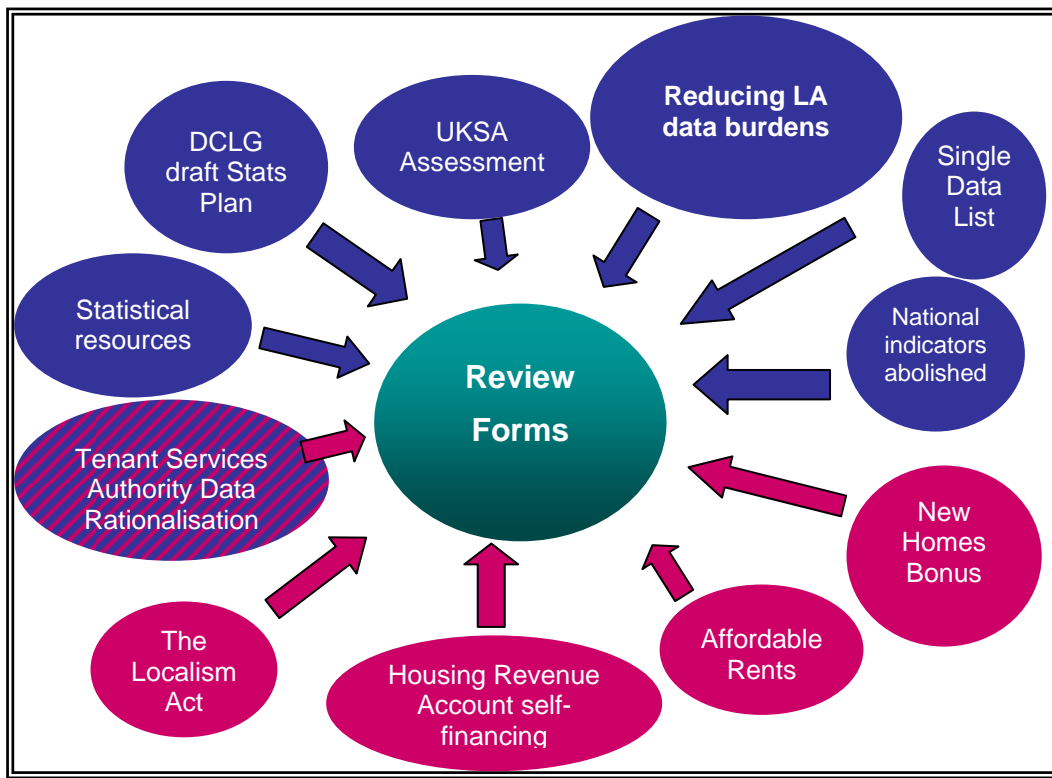 DCLG
draft Stats
Plan
UKSA
Assessment
Reducing LA
data burdens
Single
Data
List
Statistical
resources
National
indicators
abolished
Review
Forms
Tenant Services
Authority Data
Rationalisation
New
Homes
Bonus
The
Localism
Act
Housing Revenue
Account self-
financing
Affordable
Rents